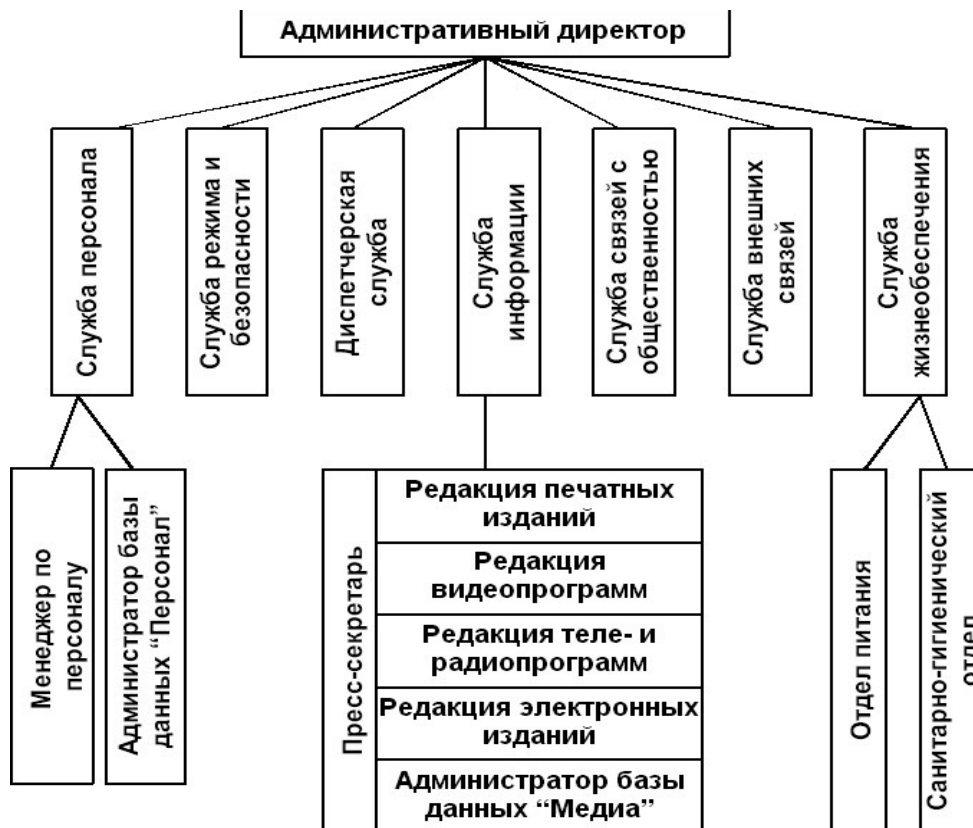 Административный директор
Служба персонала
Служба режима и
безопасности
Диспетчерская
служба
Служба
информации
Служба связей с
общественностью
Служба внешних
связей
Служба
жизнеобеспечения
Менеджер по
персоналу
Администратор базы
данных “Персонал”
Пресс-секретарь
Редакция печатных
изданий
Редакция
видеопрограмм
Редакция теле- и
радиопрограмм
Редакция электронных
изданий
Администратор базы
данных “Медиа”
Отдел питания
Санитарно-гигиенический
отдел